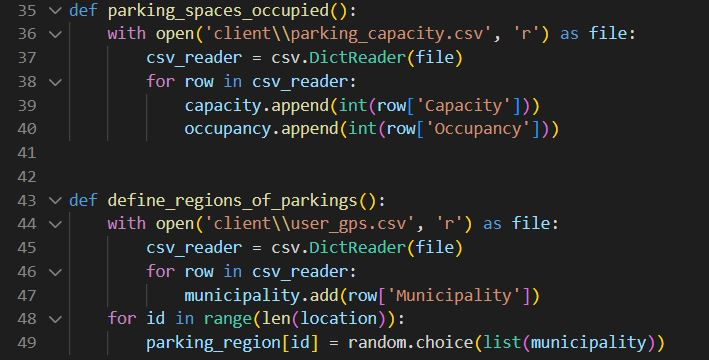 35 def parking_spaces_occupied():
36     with open('client\\parking_capacity.csv', 'r') as file:
37         csv_reader = csv.DictReader(file)
38         for row in csv_reader:
39             capacity.append(int(row['Capacity']))
40             occupancy.append(int(row['Occupancy']))
41
42
43 def define_regions_of_parkings():
44     with open('client\\user_gps.csv', 'r') as file:
45         csv_reader = csv.DictReader(file)
46         for row in csv_reader:
47             municipality.add(row['Municipality'])
48     for id in range(len(location)):
49         parking_region[id] = random.choice(list(municipality))